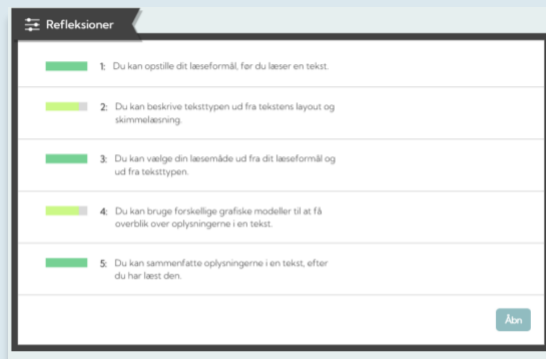 Refleksioner
1: Du kan opstille dit læseformål, før du læser en tekst.
2: Du kan beskrive teksttypen ud fra tekstens layout og
skimmelæsning.
3: Du kan vælge din læsemåde ud fra dit læseformål og
ud fra teksttypen.
4: Du kan bruge forskellige grafiske modeller til at få
overblik over oplysningerne i en tekst.
5: Du kan sammenfatte oplysningerne i en tekst, efter
du har læst den.
Åbn